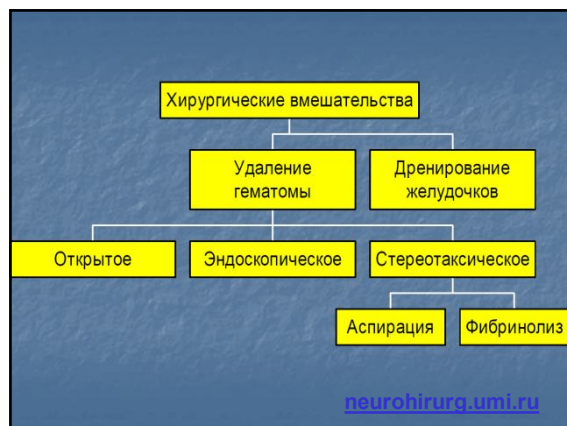 Хирургические вмешательства
Удаление
гематомы
Дренирование
желудочков
Открытое
Эндоскопическое
Стереотаксическое
Аспирация
Фибринолиз
neurohirurg.umi.ru